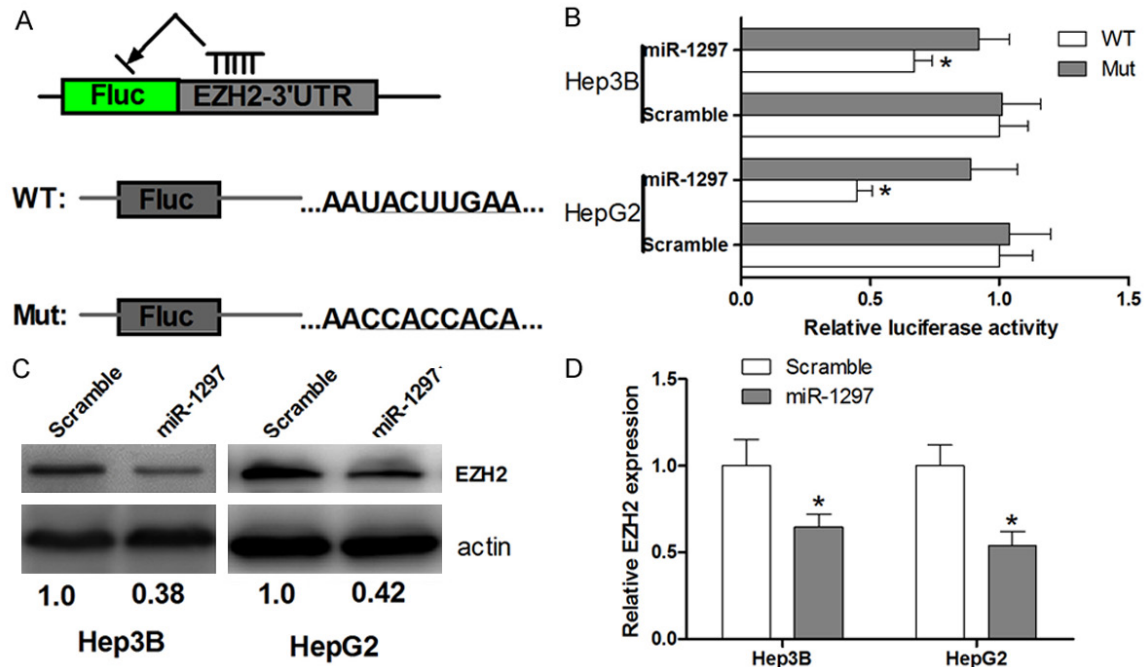 A
Fluc EZH2-3'UTR
WT: Fluc ...AAUACUUGAA...
Mut: Fluc ...AACCACCACA...
B
WT
Mut
Hep3B
miR-1297 *
Scramble
HepG2
miR-1297 *
Scramble
0.0 0.5 1.0 1.5
Relative luciferase activity
C
Scramble miR-1297 Scramble miR-1297
EZH2
actin
1.0 0.38 1.0 0.42
Hep3B HepG2
D
Scramble
miR-1297
Relative EZH2 expression
1.5
1.0
0.5
0.0
* *
Hep3B HepG2